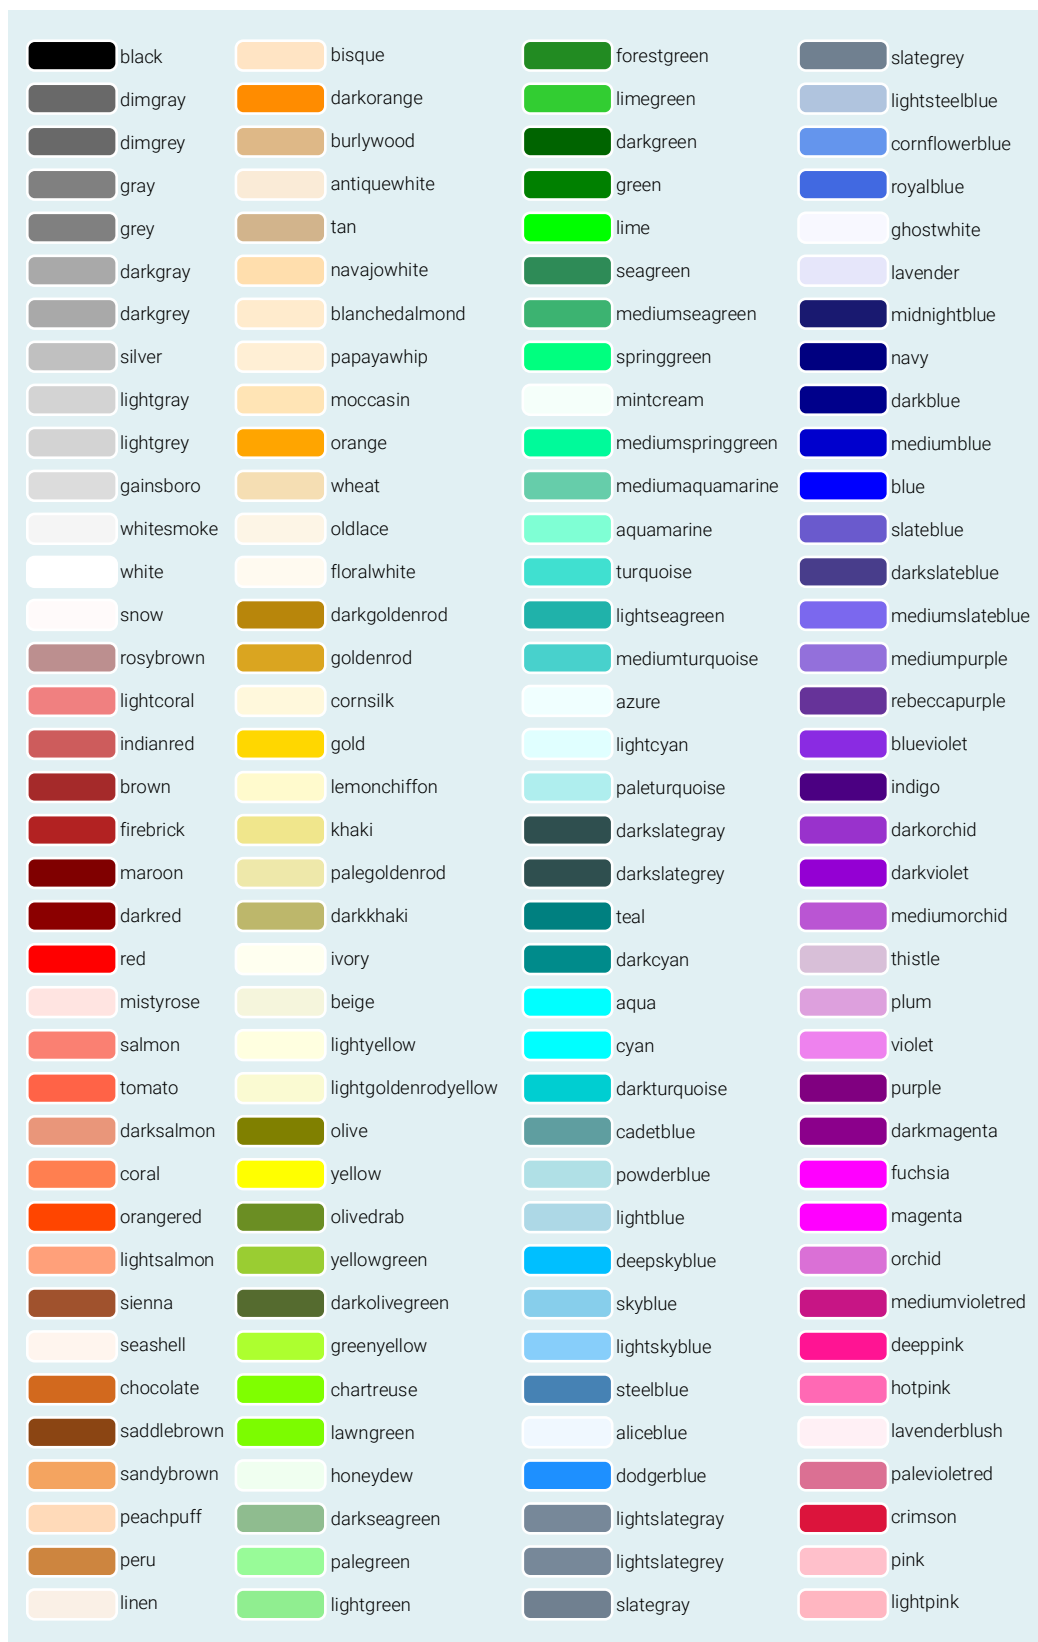 black
dimgray
dimgrey
gray
grey
darkgray
darkgrey
silver
lightgray
lightgrey
gainsboro
whitesmoke
white
snow
rosybrown
lightcoral
indianred
brown
firebrick
maroon
darkred
red
mistyrose
salmon
tomato
darksalmon
coral
orangered
lightsalmon
sienna
seashell
chocolate
saddlebrown
sandybrown
peachpuff
peru
linen
bisque
darkorange
burlywood
antiquewhite
tan
navajowhite
blanchedalmond
papayawhip
moccasin
orange
wheat
oldlace
floralwhite
darkgoldenrod
goldenrod
cornsilk
gold
lemonchiffon
khaki
palegoldenrod
darkkhaki
ivory
beige
lightyellow
lightgoldenrodyellow
olive
yellow
olivedrab
yellowgreen
darkolivegreen
greenyellow
chartreuse
lawngreen
honeydew
darkseagreen
palegreen
lightgreen
forestgreen
limegreen
darkgreen
green
lime
seagreen
mediumseagreen
springgreen
mintcream
mediumspringgreen
mediumaquamarine
aquamarine
turquoise
lightseagreen
mediumturquoise
azure
lightcyan
paleturquoise
darkslategray
darkslategrey
teal
darkcyan
aqua
cyan
darkturquoise
cadetblue
powderblue
lightblue
deepskyblue
skyblue
lightskyblue
steelblue
aliceblue
dodgerblue
lightslategray
lightslategrey
slategray
slategrey
lightsteelblue
cornflowerblue
royalblue
ghostwhite
lavender
midnightblue
navy
darkblue
mediumblue
blue
slateblue
darkslateblue
mediumslateblue
mediumpurple
rebeccapurple
blueviolet
indigo
darkorchid
darkviolet
mediumorchid
thistle
plum
violet
purple
darkmagenta
fuchsia
magenta
orchid
mediumvioletred
deeppink
hotpink
lavenderblush
palevioletred
crimson
pink
lightpink